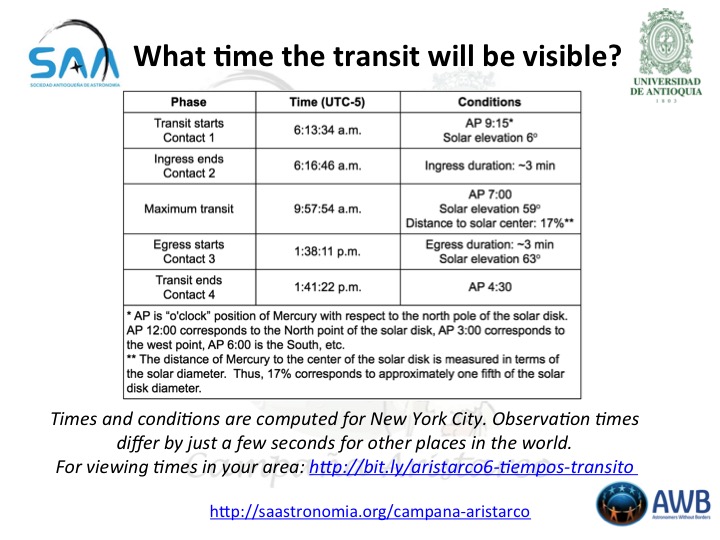 SAA
SOCIEDAD ANTIOQUEÑA DE ASTRONOMÍA
What time the transit will be visible?
UNIVERSIDAD
DE ANTIOQUIA
1803
Phase Time (UTC-5) Conditions
Transit starts
Contact 1
6:13:34 a.m.
AP 9:15*
Solar elevation 6º
Ingress ends
Contact 2
6:16:46 a.m.
Ingress duration: ~3 min
Maximum transit
9:57:54 a.m.
AP 7:00
Solar elevation 59º
Distance to solar center: 17%**
Egress starts
Contact 3
1:38:11 p.m.
Egress duration: ~3 min
Solar elevation 63º
Transit ends
Contact 4
1:41:22 p.m.
AP 4:30
* AP is “o'clock” position of Mercury with respect to the north pole of the solar disk.
AP 12:00 corresponds to the North point of the solar disk, AP 3:00 corresponds to
the west point, AP 6:00 is the South, etc.
** The distance of Mercury to the center of the solar disk is measured in terms of
the solar diameter. Thus, 17% corresponds to approximately one fifth of the solar
disk diameter.
Times and conditions are computed for New York City. Observation times
differ by just a few seconds for other places in the world.
For viewing times in your area: http://bit.ly/aristarco6-tiempos-transito
Campaña Aristarco
http://saastronomia.org/campana-aristarco
AWB
Astronomers Without Borders